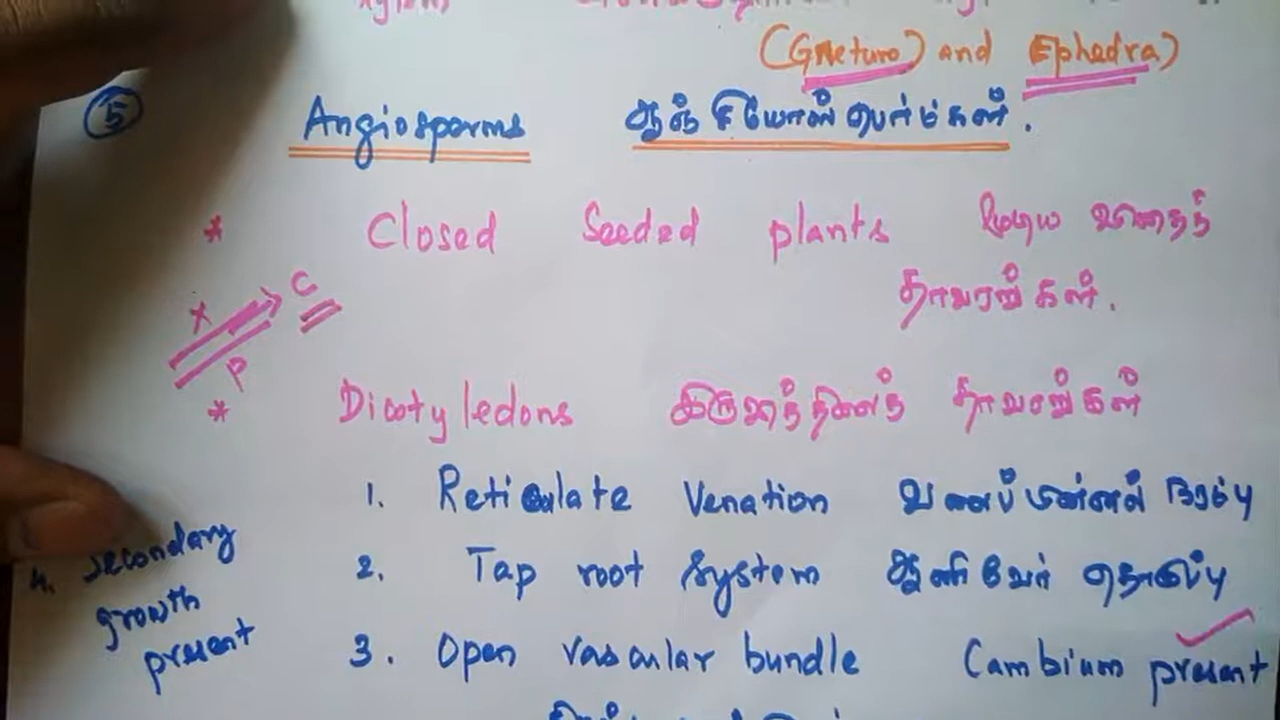 (Gnetum) and Ephedra)
5 Angiosperms ஆஞ்சியோஸ்பெர்ம்கள்.
* Closed Seeded plants மூடிய விதைத்
தாவரங்கள்.
X P C
* Dicotyledons இருவித்திலைத் தாவரங்கள்
1. Reticulate Venation வலைப்பின்னல் நரம்பு
2. Tap root system ஆணிவேர் தொகுப்பு
3. Open vascular bundle Cambium present
4. Secondary
growth
present